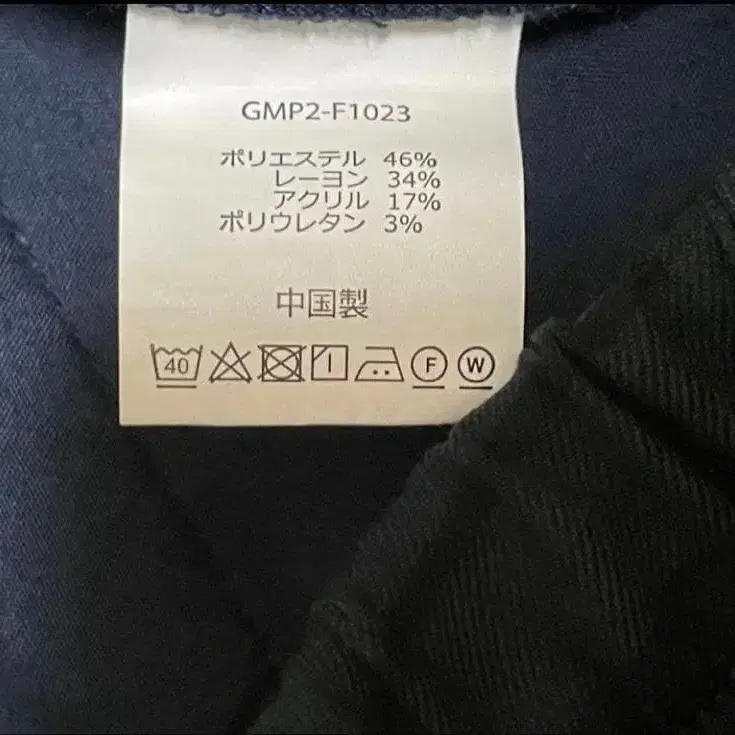 GMP2-F1023
ポリエステル 46%
レーヨン 34%
アクリル 17%
ポリウレタン 3%
中国製
40 F W